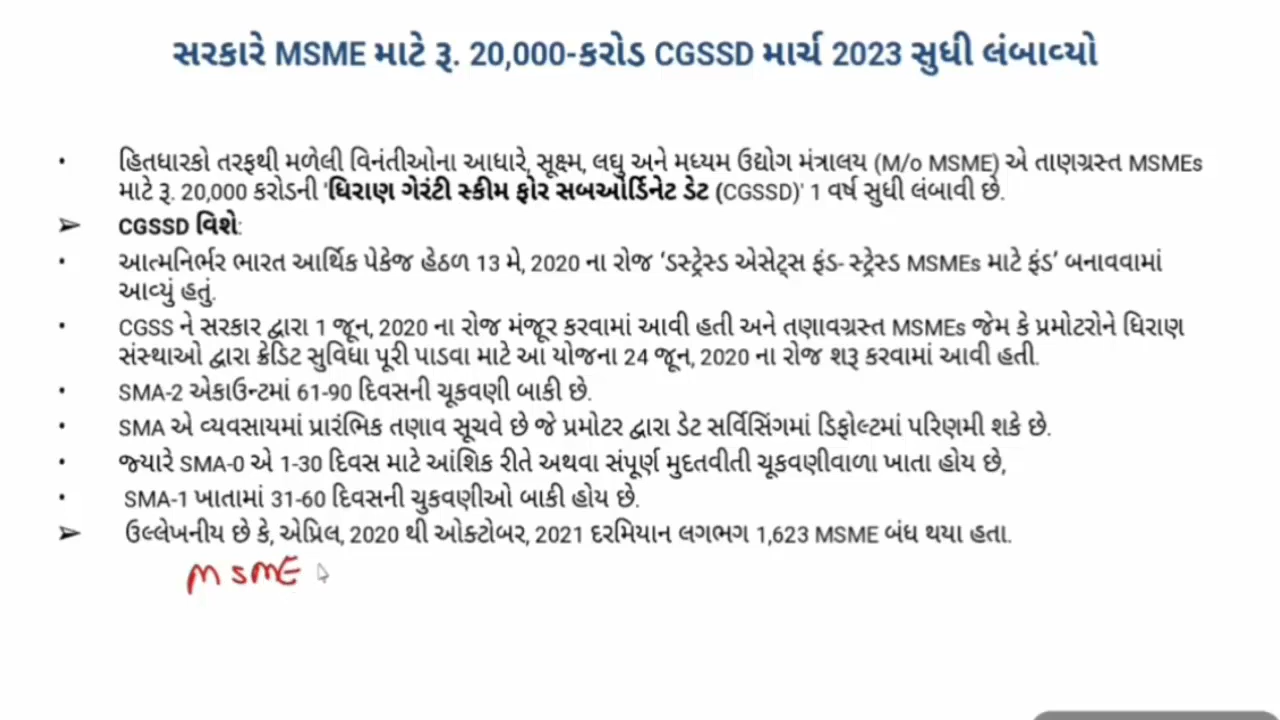 સરકારે MSME માટે રૂ. 20,000-કરોડ CGSSD માર્ચ 2023 સુધી લંબાવ્યો
• હિતધારકો તરફથી મળેલી વિનંતીઓના આધારે, સૂક્ષ્મ, લઘુ અને મધ્યમ ઉદ્યોગ મંત્રાલય (M/o MSME) એ તાણગ્રસ્ત MSMEs
માટે રૂ. 20,000 કરોડની 'ધિરાણ ગેરંટી સ્કીમ ફોર સબઓર્ડિનેટ ડેટ (CGSSD)' 1 વર્ષ સુધી લંબાવી છે.
➢ CGSSD વિશે:
• આત્મનિર્ભર ભારત આર્થિક પેકેજ હેઠળ 13 મે, 2020 ના રોજ ‘ડસ્ટ્રેસ્ડ એસેટ્સ ફંડ- સ્ટ્રેસ્ડ MSMEs માટે ફંડ’ બનાવવામાં
આવ્યું હતું.
• CGSS ને સરકાર દ્વારા 1 જૂન, 2020 ના રોજ મંજૂર કરવામાં આવી હતી અને તણાવગ્રસ્ત MSMEs જેમ કે પ્રમોટરોને ધિરાણ
સંસ્થાઓ દ્વારા ક્રેડિટ સુવિધા પૂરી પાડવા માટે આ યોજના 24 જૂન, 2020 ના રોજ શરૂ કરવામાં આવી હતી.
• SMA-2 એકાઉન્ટમાં 61-90 દિવસની ચૂકવણી બાકી છે.
• SMA એ વ્યવસાયમાં પ્રારંભિક તણાવ સૂચવે છે જે પ્રમોટર દ્વારા ડેટ સર્વિસિંગમાં ડિફોલ્ટમાં પરિણમી શકે છે.
• જ્યારે SMA-0 એ 1-30 દિવસ માટે આંશિક રીતે અથવા સંપૂર્ણ મુદતવીતી ચૂકવણીવાળા ખાતા હોય છે,
• SMA-1 ખાતામાં 31-60 દિવસની ચુકવણીઓ બાકી હોય છે.
➢ ઉલ્લેખનીય છે કે, એપ્રિલ, 2020 થી ઓક્ટોબર, 2021 દરમિયાન લગભગ 1,623 MSME બંધ થયા હતા.
MSME